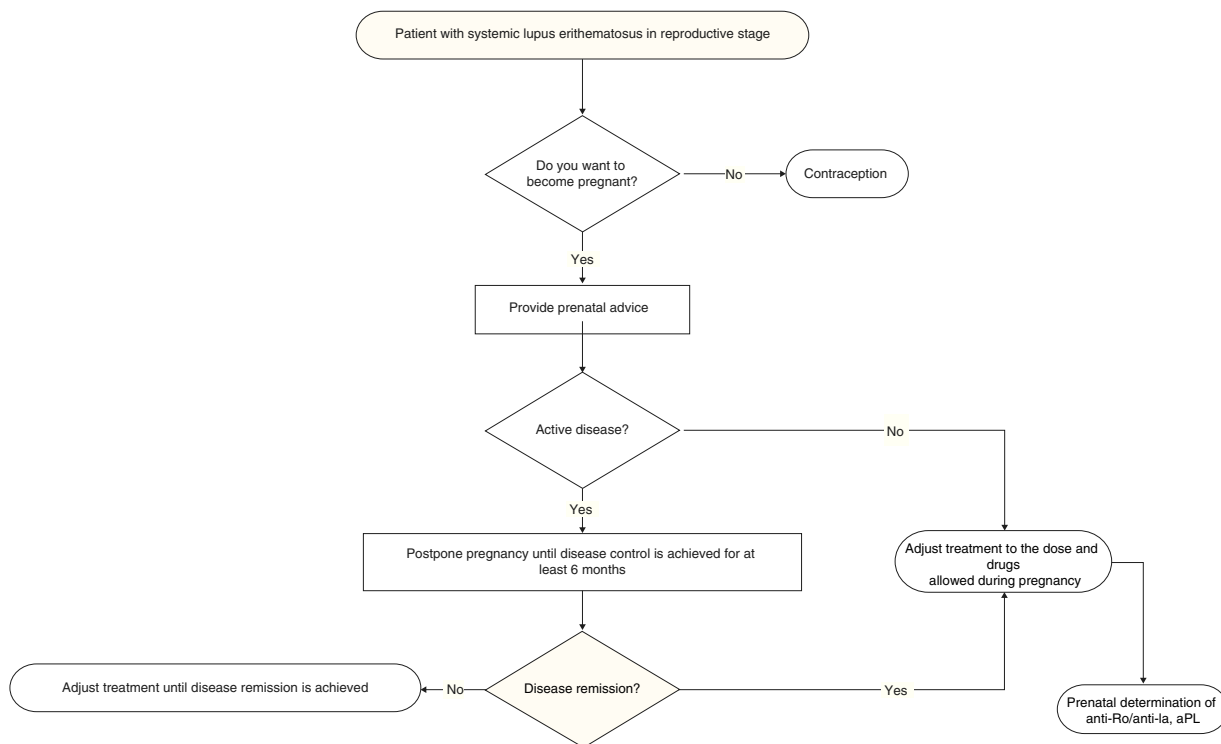 Patient with systemic lupus erithematosus in reproductive stage
Do you want to
become pregnant?
No
Contraception
Yes
Provide prenatal advice
Active disease?
No
Yes
Postpone pregnancy until disease control is achieved for at
least 6 months
Adjust treatment to the dose and
drugs
allowed during pregnancy
Adjust treatment until disease remission is achieved
No
Disease remission?
Yes
Prenatal determination of
anti-Ro/anti-la, aPL